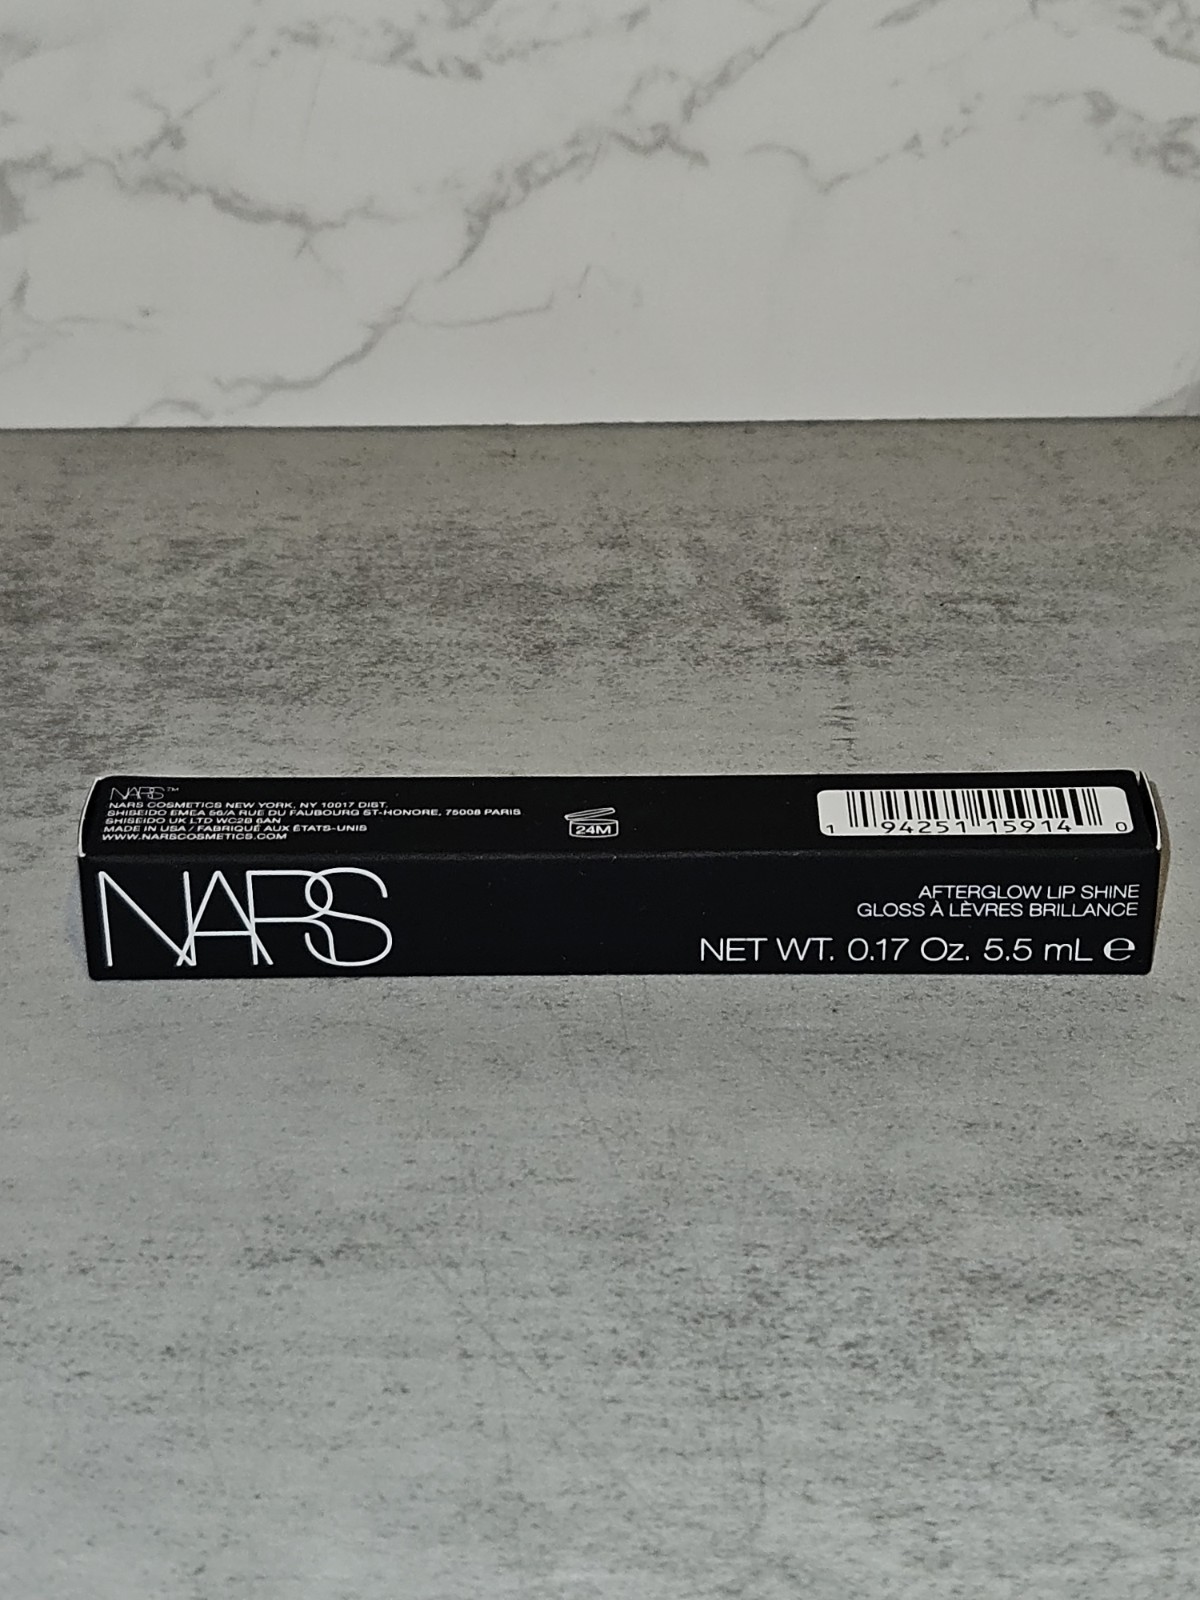 NARS™
NARS COSMETICS NEW YORK, NY 10017 DIST.
SHISEIDO EMEA 56/A RUE DU FAUBOURG ST-HONORE, 75008 PARIS
SHISEIDO UK LTD WC2B 6AN
MADE IN USA / FABRIQUÉ AUX ÉTATS-UNIS
WWW.NARSCOSMETICS.COM
24M
1 94251 15914 0
NARS
AFTERGLOW LIP SHINE
GLOSS À LÈVRES BRILLANCE
NET WT. 0.17 Oz. 5.5 mL ℮